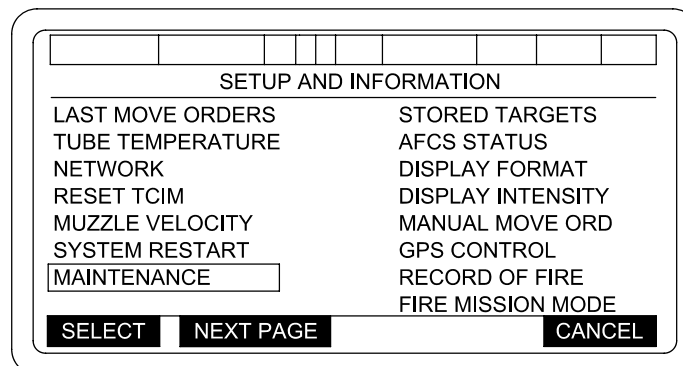 SETUP AND INFORMATION
LAST MOVE ORDERS
TUBE TEMPERATURE
NETWORK
RESET TCIM
MUZZLE VELOCITY
SYSTEM RESTART
MAINTENANCE
STORED TARGETS
AFCS STATUS
DISPLAY FORMAT
DISPLAY INTENSITY
MANUAL MOVE ORD
GPS CONTROL
RECORD OF FIRE
FIRE MISSION MODE
SELECT NEXT PAGE CANCEL